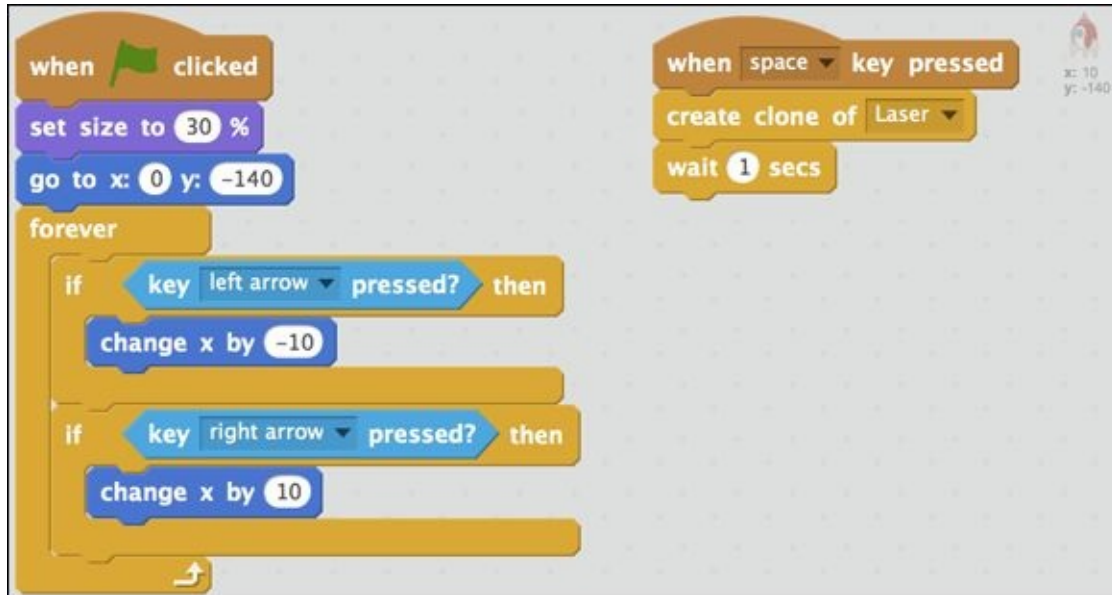 when clicked
set size to 30 %
go to x: 0 y: -140
forever
if key left arrow pressed? then
change x by -10
if key right arrow pressed? then
change x by 10
when space key pressed
create clone of Laser
wait 1 secs
x: 10
y: -140